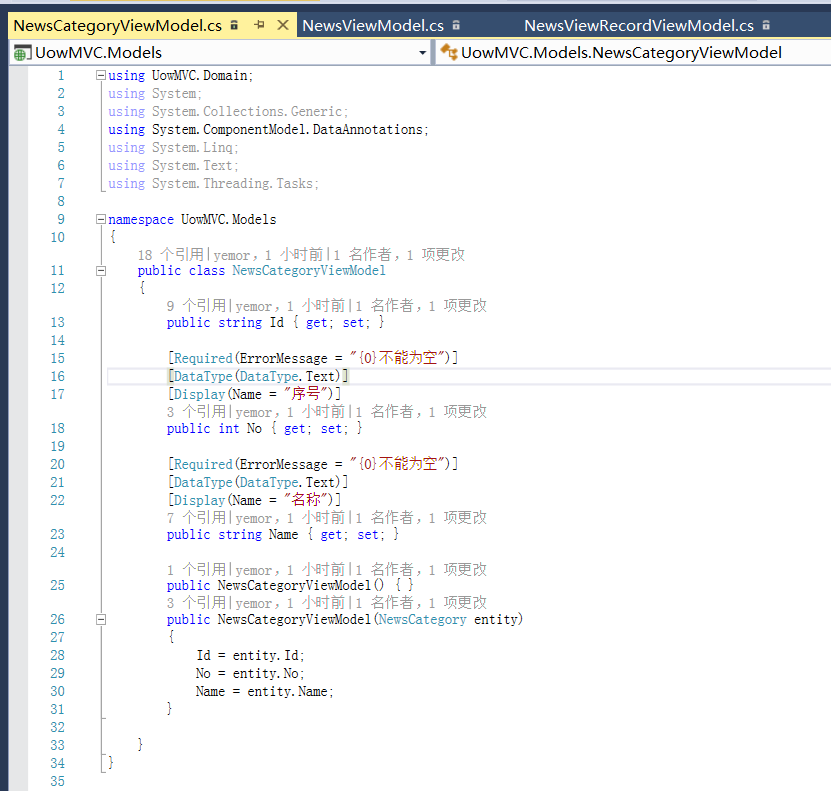 NewsCategoryViewModel.cs NewsViewModel.cs NewsViewRecordViewModel.cs
UowMVC.Models UowMVC.Models.NewsCategoryViewModel
1 using UowMVC.Domain;
2 using System;
3 using System.Collections.Generic;
4 using System.ComponentModel.DataAnnotations;
5 using System.Linq;
6 using System.Text;
7 using System.Threading.Tasks;
8
9 namespace UowMVC.Models
10 {
18 个引用|yemor，1 小时前|1 名作者，1 项更改
11 public class NewsCategoryViewModel
12 {
9 个引用|yemor，1 小时前|1 名作者，1 项更改
13 public string Id { get; set; }
14
15 [Required(ErrorMessage = "{0}不能为空")]
16 [DataType(DataType.Text)]
17 [Display(Name = "序号")]
3 个引用|yemor，1 小时前|1 名作者，1 项更改
18 public int No { get; set; }
19
20 [Required(ErrorMessage = "{0}不能为空")]
21 [DataType(DataType.Text)]
22 [Display(Name = "名称")]
7 个引用|yemor，1 小时前|1 名作者，1 项更改
23 public string Name { get; set; }
24
1 个引用|yemor，1 小时前|1 名作者，1 项更改
25 public NewsCategoryViewModel() { }
3 个引用|yemor，1 小时前|1 名作者，1 项更改
26 public NewsCategoryViewModel(NewsCategory entity)
27 {
28 Id = entity.Id;
29 No = entity.No;
30 Name = entity.Name;
31 }
32
33 }
34 }
35